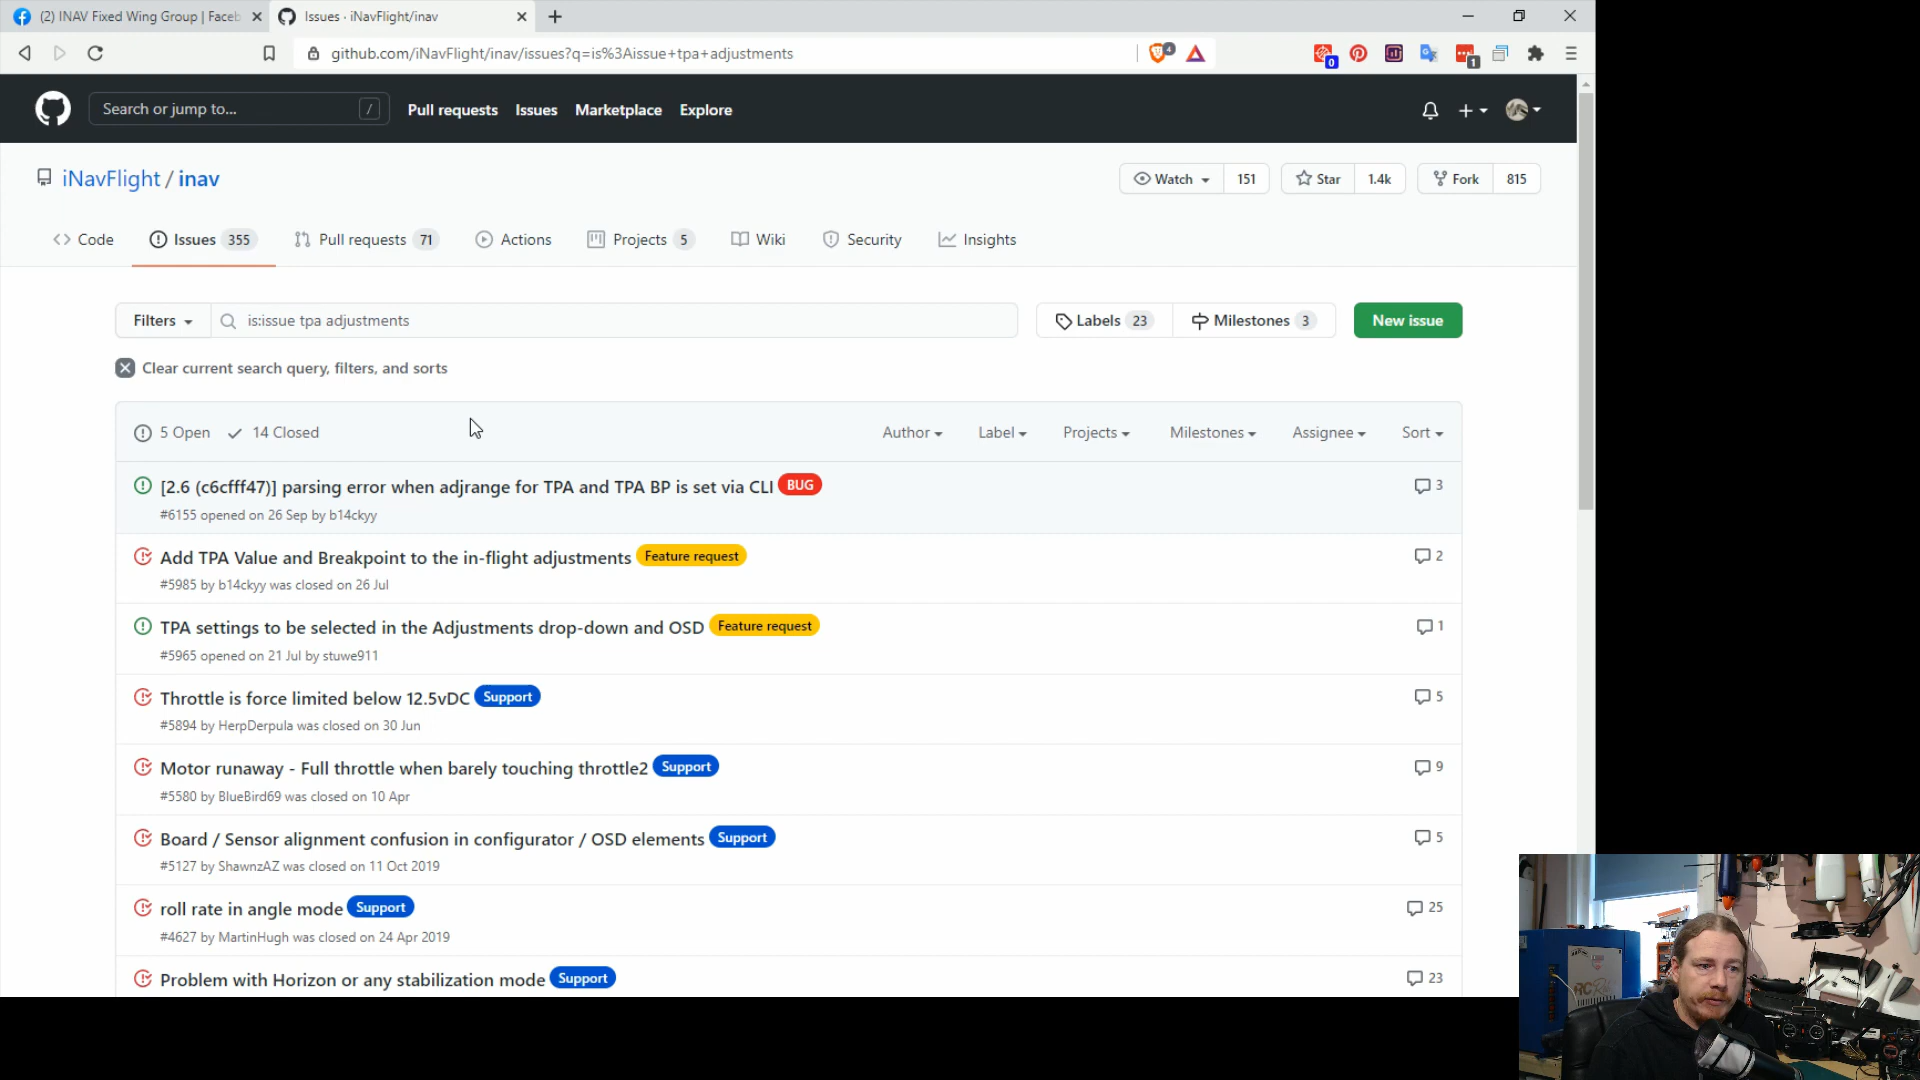 (2) INAV Fixed Wing Group | Faceb
Issues · iNavFlight/inav
github.com/iNavFlight/inav/issues?q=is%3Aissue+tpa+adjustments
4
0
1
Search or jump to...
/
Pull requests
Issues
Marketplace
Explore
iNavFlight / inav
Watch
151
Star
1.4k
Fork
815
Code
Issues 355
Pull requests 71
Actions
Projects 5
Wiki
Security
Insights
Filters
is:issue tpa adjustments
Labels 23
Milestones 3
New issue
Clear current search query, filters, and sorts
5 Open
14 Closed
Author
Label
Projects
Milestones
Assignee
Sort
[2.6 (c6cfff47)] parsing error when adjrange for TPA and TPA BP is set via CLI BUG
3
#6155 opened on 26 Sep by b14ckyy
Add TPA Value and Breakpoint to the in-flight adjustments Feature request
2
#5985 by b14ckyy was closed on 26 Jul
TPA settings to be selected in the Adjustments drop-down and OSD Feature request
1
#5965 opened on 21 Jul by stuwe911
Throttle is force limited below 12.5vDC Support
5
#5894 by HerpDerpula was closed on 30 Jun
Motor runaway - Full throttle when barely touching throttle2 Support
9
#5580 by BlueBird69 was closed on 10 Apr
Board / Sensor alignment confusion in configurator / OSD elements Support
5
#5127 by ShawnzAZ was closed on 11 Oct 2019
roll rate in angle mode Support
25
#4627 by MartinHugh was closed on 24 Apr 2019
Problem with Horizon or any stabilization mode Support
23